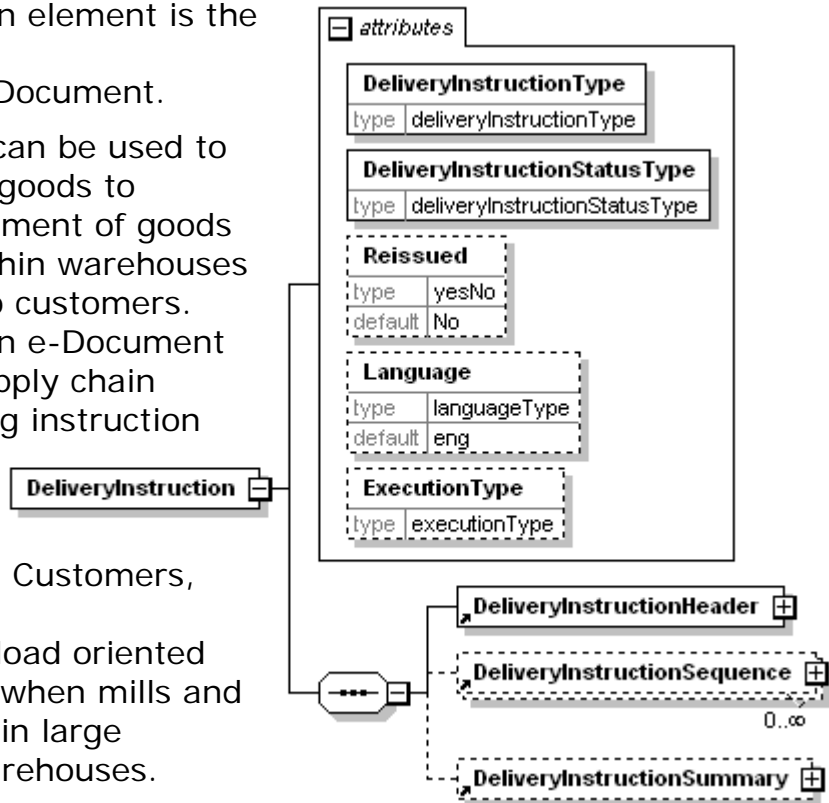 n element is the
Document.
can be used to
goods to
ment of goods
hin warehouses
o customers.
n e-Document
pply chain
g instruction
Customers,
load oriented
when mills and
in large
rehouses.
attributes
DeliveryInstructionType
type deliveryInstructionType
DeliveryInstructionStatusType
type deliveryInstructionStatusType
Reissued
type yesNo
default No
Language
type languageType
default eng
ExecutionType
type executionType
DeliveryInstruction
DeliveryInstructionHeader
DeliveryInstructionSequence
0..∞
DeliveryInstructionSummary